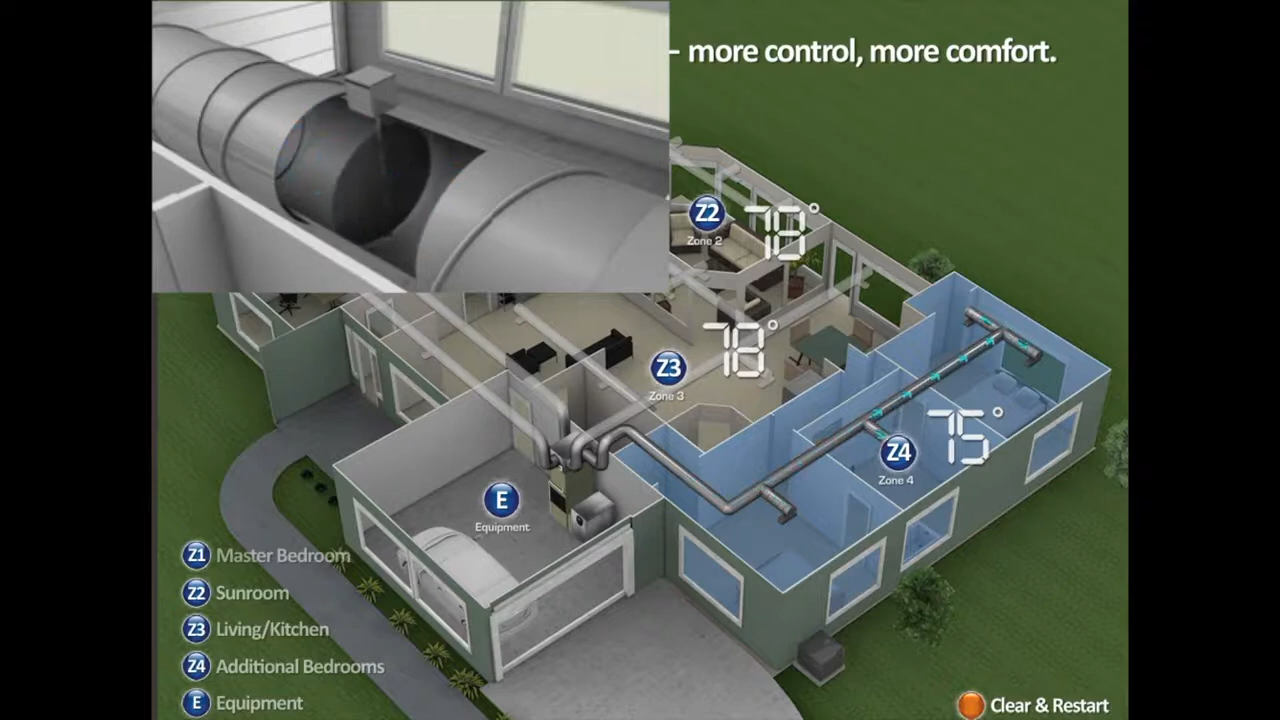 – more control, more comfort.
Z2
78°
Zone 2
78°
Z3
Zone 3
75°
Z4
Zone 4
E
Equipment
Z1 Master Bedroom
Z2 Sunroom
Z3 Living/Kitchen
Z4 Additional Bedrooms
E Equipment
Clear & Restart